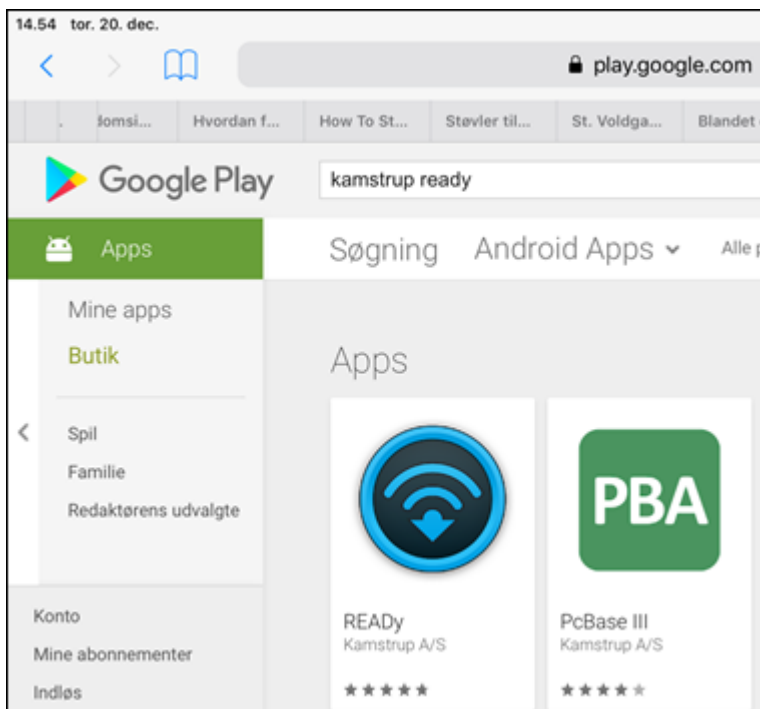 14.54 tor. 20. dec.
play.google.com
. domsi... Hvordan f... How To St... Støvler til... St. Voldga... Blandet
Google Play kamstrup ready
Apps Søgning Android Apps Alle
Mine apps
Butik
Apps
Spil
Familie
Redaktørens udvalgte
PBA
Konto
Mine abonnementer
Indløs
READy
Kamstrup A/S
PcBase III
Kamstrup A/S